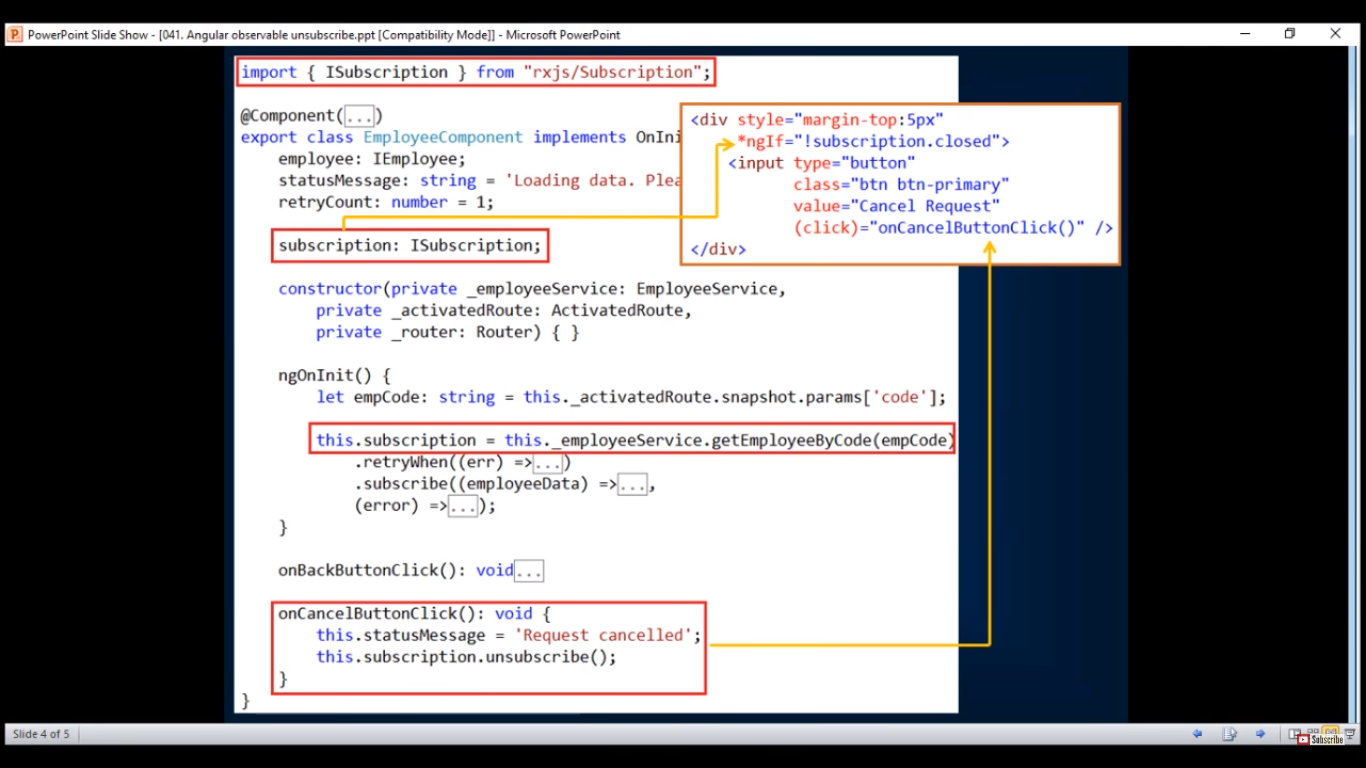 PowerPoint Slide Show - [041. Angular observable unsubscribe.ppt [Compatibility Mode]] - Microsoft PowerPoint
import { ISubscription } from "rxjs/Subscription";
@Component(...)
export class EmployeeComponent implements OnIni
employee: IEmployee;
statusMessage: string = 'Loading data. Plea
retryCount: number = 1;
subscription: ISubscription;
constructor(private _employeeService: EmployeeService,
private _activatedRoute: ActivatedRoute,
private _router: Router) { }
ngOnInit() {
let empCode: string = this._activatedRoute.snapshot.params['code'];
this.subscription = this._employeeService.getEmployeeByCode(empCode)
.retryWhen((err) =>...)
.subscribe((employeeData) =>...,
(error) =>...);
}
onBackButtonClick(): void...
onCancelButtonClick(): void {
this.statusMessage = 'Request cancelled';
this.subscription.unsubscribe();
}
}
<div style="margin-top:5px"
*ngIf="!subscription.closed">
<input type="button"
class="btn btn-primary"
value="Cancel Request"
(click)="onCancelButtonClick()" />
</div>
Slide 4 of 5
Subscribe